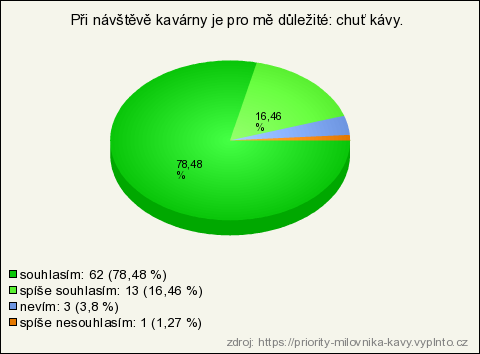 Při návštěvě kavárny je pro mě důležité: chuť kávy.
16,46
%
78,48
%
souhlasím: 62 (78,48 %)
spíše souhlasím: 13 (16,46 %)
nevím: 3 (3,8 %)
spíše nesouhlasím: 1 (1,27 %)
zdroj: https://priority-milovnika-kavy.vyplnto.cz